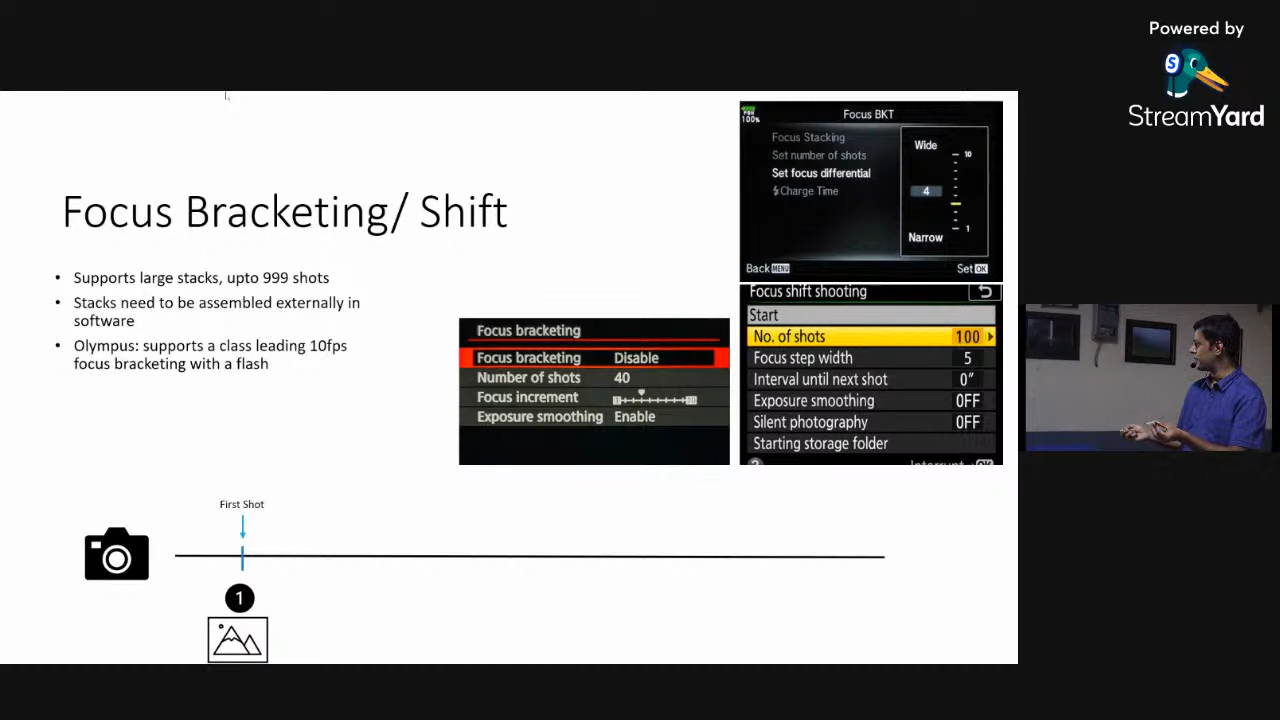 Powered by
StreamYard
Focus Bracketing/ Shift
• Supports large stacks, upto 999 shots
• Stacks need to be assembled externally in
software
• Olympus: supports a class leading 10fps
focus bracketing with a flash
Focus bracketing
Focus bracketing Disable
Number of shots 40
Focus increment
Exposure smoothing Enable
100%
Focus BKT
Focus Stacking
Set number of shots
Set focus differential
Charge Time
Wide
10
4
1
Narrow
Back MENU
Set OK
Focus shift shooting
Start
No. of shots 100
Focus step width 5
Interval until next shot 0"
Exposure smoothing OFF
Silent photography OFF
Starting storage folder
First Shot
1